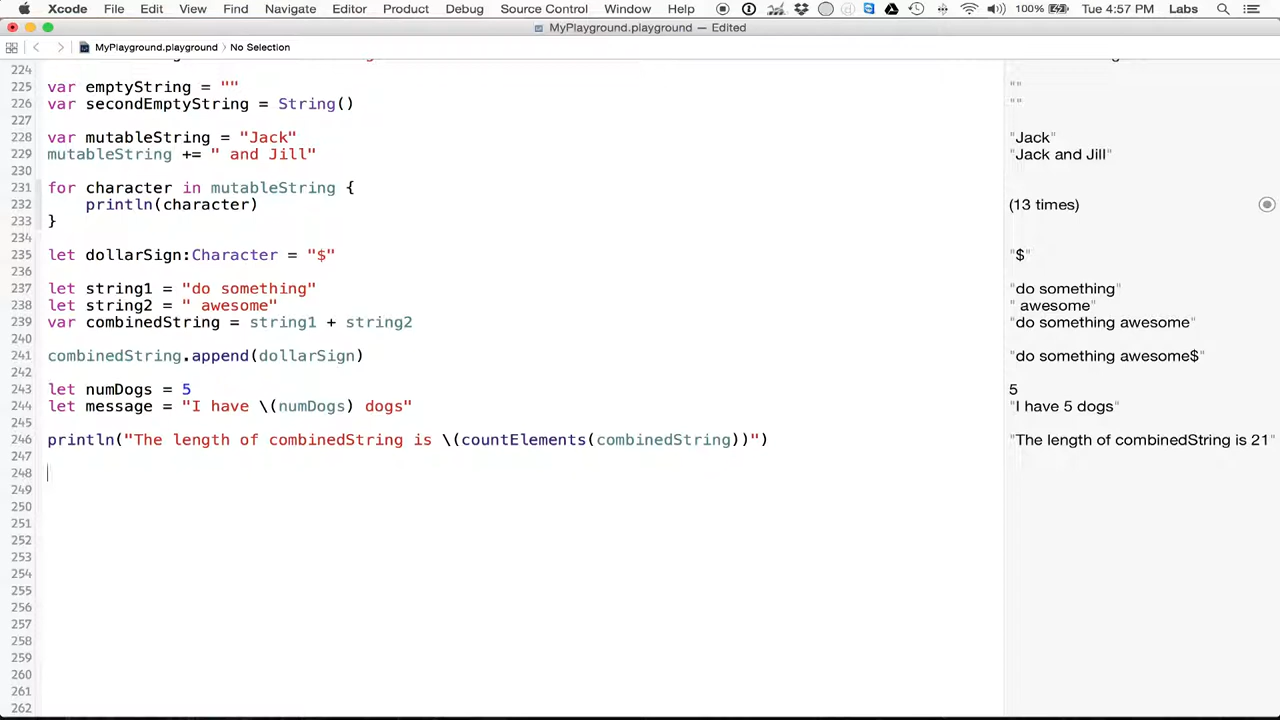 Xcode File Edit View Find Navigate Editor Product Debug Source Control Window Help 100% Tue 4:57 PM Labs
MyPlayground.playground — Edited
MyPlayground.playground No Selection
224
225 var emptyString = "" ""
226 var secondEmptyString = String() ""
227
228 var mutableString = "Jack" "Jack"
229 mutableString += " and Jill" "Jack and Jill"
230
231 for character in mutableString {
232 println(character) (13 times)
233 }
234
235 let dollarSign:Character = "$" "$"
236
237 let string1 = "do something" "do something"
238 let string2 = " awesome" " awesome"
239 var combinedString = string1 + string2 "do something awesome"
240
241 combinedString.append(dollarSign) "do something awesome$"
242
243 let numDogs = 5 5
244 let message = "I have \(numDogs) dogs" "I have 5 dogs"
245
246 println("The length of combinedString is \(countElements(combinedString))") "The length of combinedString is 21"
247
248
249
250
251
252
253
254
255
256
257
258
259
260
261
262